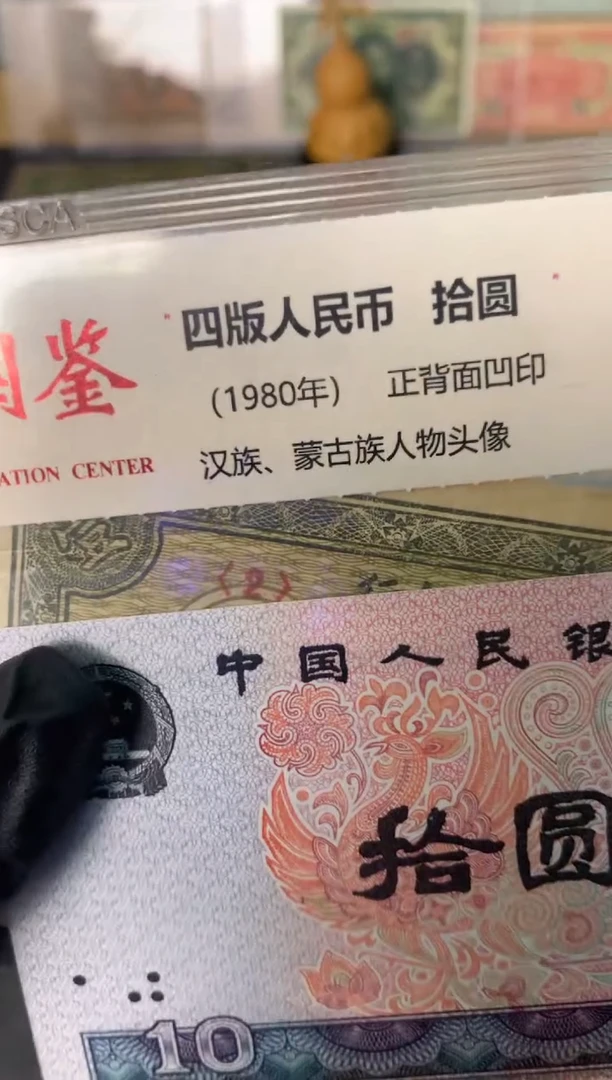 SCA
四版人民币 拾圆
鉴
(1980年) 正背面凹印
ATION CENTER
汉族、蒙古族人物头像
中国人民银
拾圆
10